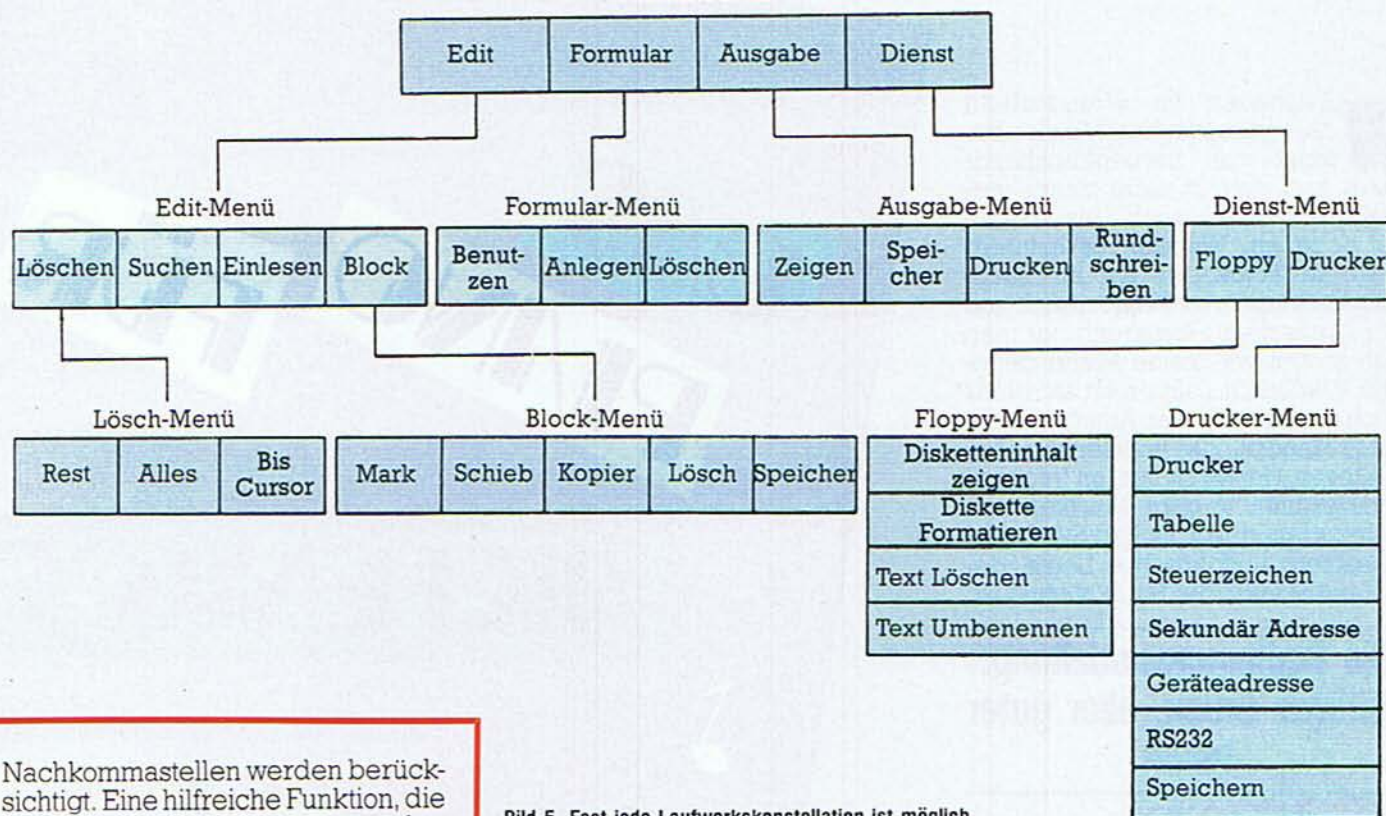 Edit Formular Ausgabe Dienst
Edit-Menü Formular-Menü Ausgabe-Menü Dienst-Menü
Löschen Suchen Einlesen Block
Benut-
zen Anlegen Löschen
Zeigen Spei-
cher Drucken Rund-
schrei-
ben
Floppy Drucker
Lösch-Menü Block-Menü Floppy-Menü Drucker-Menü
Rest Alles Bis
Cursor
Mark Schieb Kopier Lösch Speicher
Disketteninhalt
zeigen
Diskette
Formatieren
Text Löschen
Text Umbenennen
Drucker
Tabelle
Steuerzeichen
Sekundär Adresse
Geräteadresse
RS232
Speichern
Nachkommastellen werden berück-
sichtigt. Eine hilfreiche Funktion, die